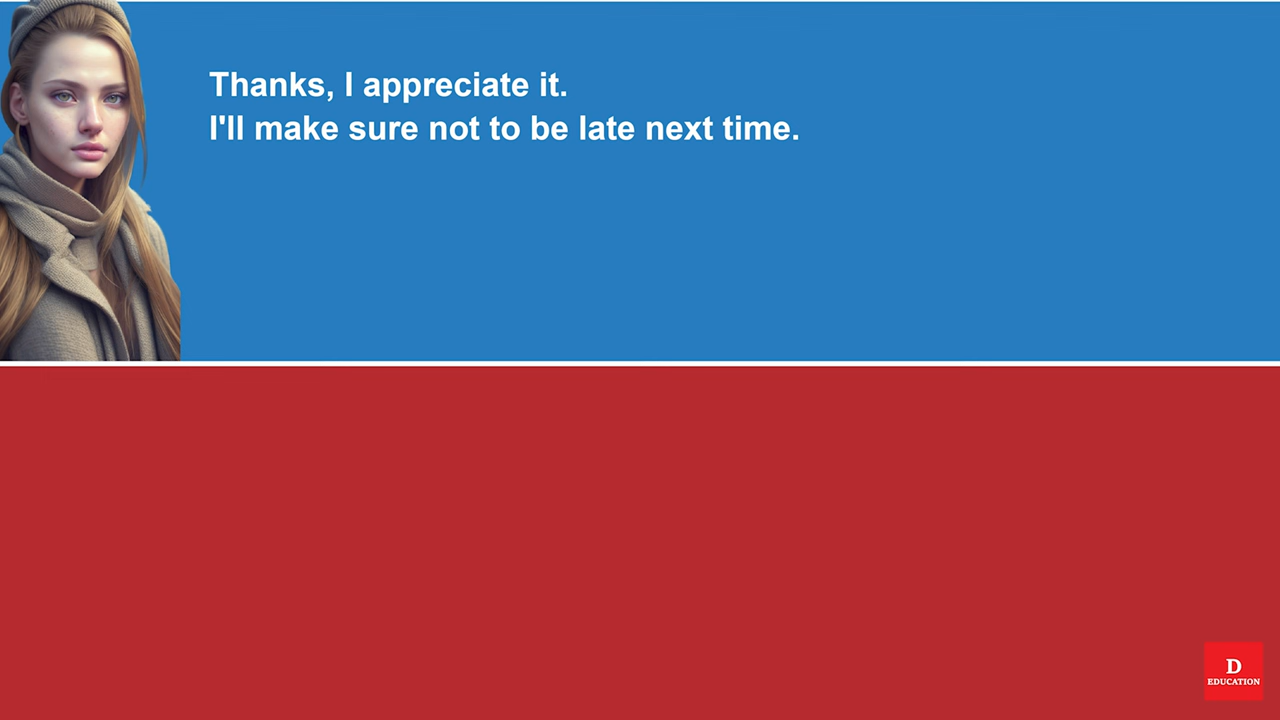 Thanks, I appreciate it.
I'll make sure not to be late next time.
D
EDUCATION